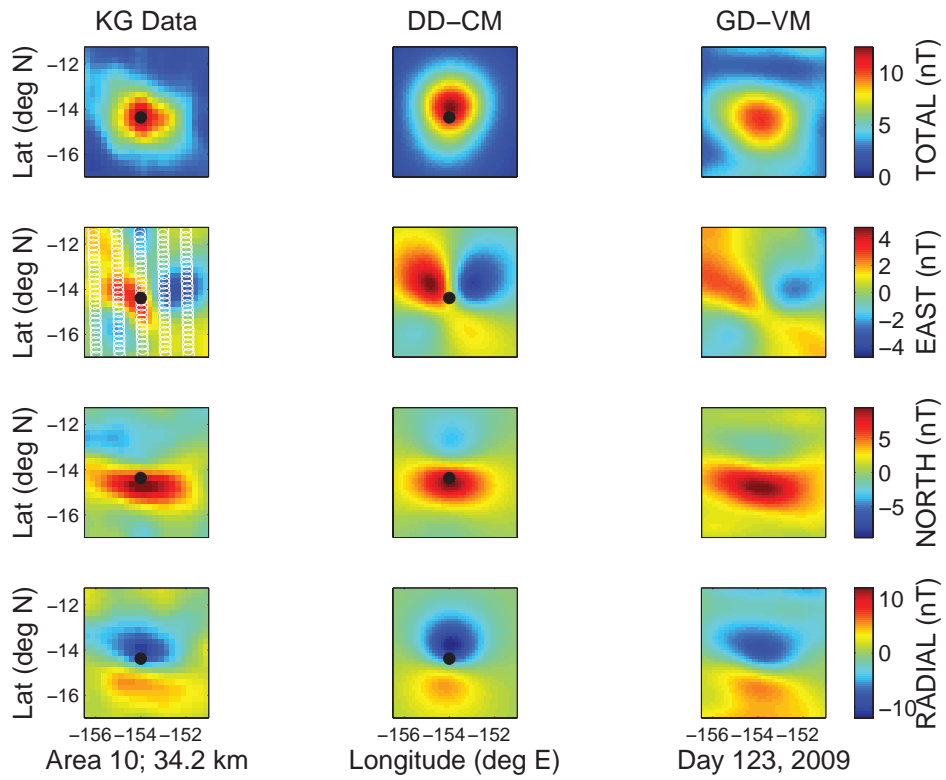 KG Data DD−CM GD−VM
Lat (deg N) −12 −14 −16 10 5 0 TOTAL (nT)
Lat (deg N) −12 −14 −16 4 2 0 −2 −4 EAST (nT)
Lat (deg N) −12 −14 −16 5 0 −5 NORTH (nT)
Lat (deg N) −12 −14 −16 10 0 −10 RADIAL (nT)
−156 −154 −152 −156 −154 −152 −156 −154 −152
Area 10; 34.2 km Longitude (deg E) Day 123, 2009